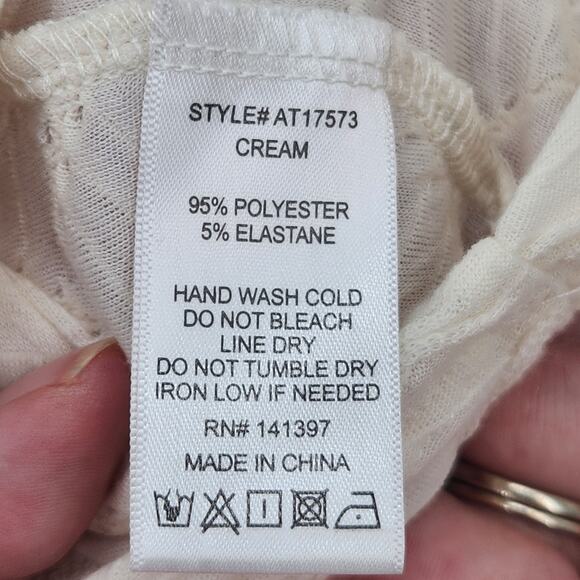 STYLE# AT17573
CREAM
95% POLYESTER
5% ELASTANE
HAND WASH COLD
DO NOT BLEACH
LINE DRY
DO NOT TUMBLE DRY
IRON LOW IF NEEDED
RN# 141397
MADE IN CHINA